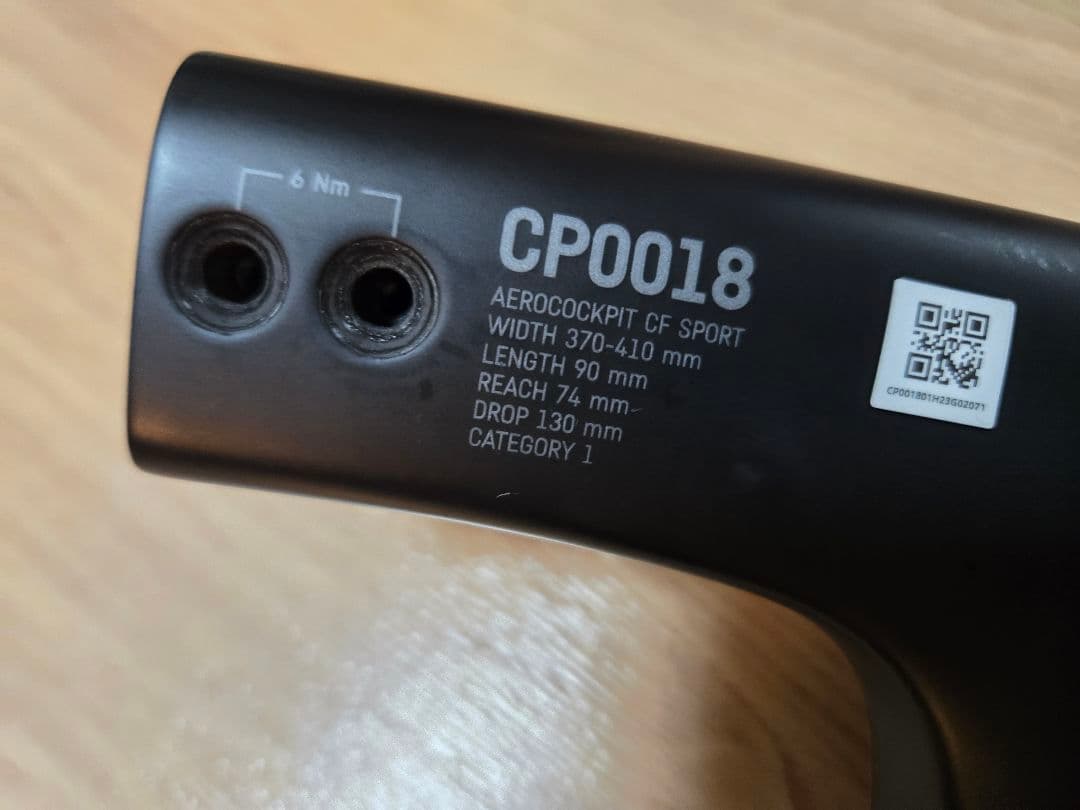 6 Nm
CP0018
AEROCOCKPIT CF SPORT
WIDTH 370-410 mm
LENGTH 90 mm
REACH 74 mm
DROP 130 mm
CATEGORY 1
CP001801H23G02071